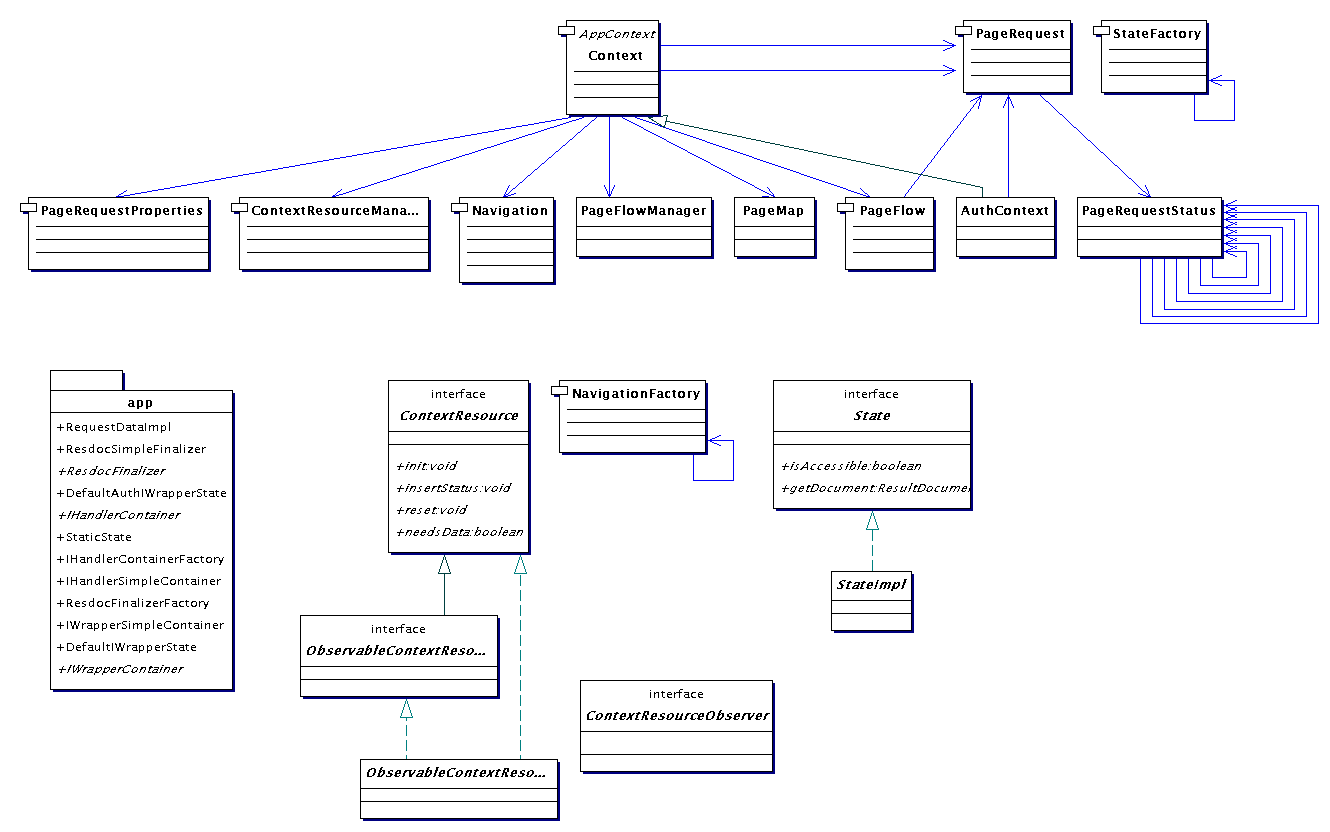 AppContext
Context
PageRequest
StateFactory
PageRequestProperties
ContextResourceMana...
Navigation
PageFlowManager
PageMap
PageFlow
AuthContext
PageRequestStatus
app
+RequestDataImpl
+ResdocSimpleFinalizer
+ResdocFinalizer
+DefaultAuthIWrapperState
+IHandlerContainer
+StaticState
+IHandlerContainerFactory
+IHandlerSimpleContainer
+ResdocFinalizerFactory
+IWrapperSimpleContainer
+DefaultIWrapperState
+IWrapperContainer
interface
ContextResource
+init:void
+insertStatus:void
+reset:void
+needsData:boolean
NavigationFactory
interface
State
+isAccessible:boolean
+getDocument:ResultDocumen
StateImpl
interface
ObservableContextReso...
interface
ContextResourceObserver
ObservableContextReso...